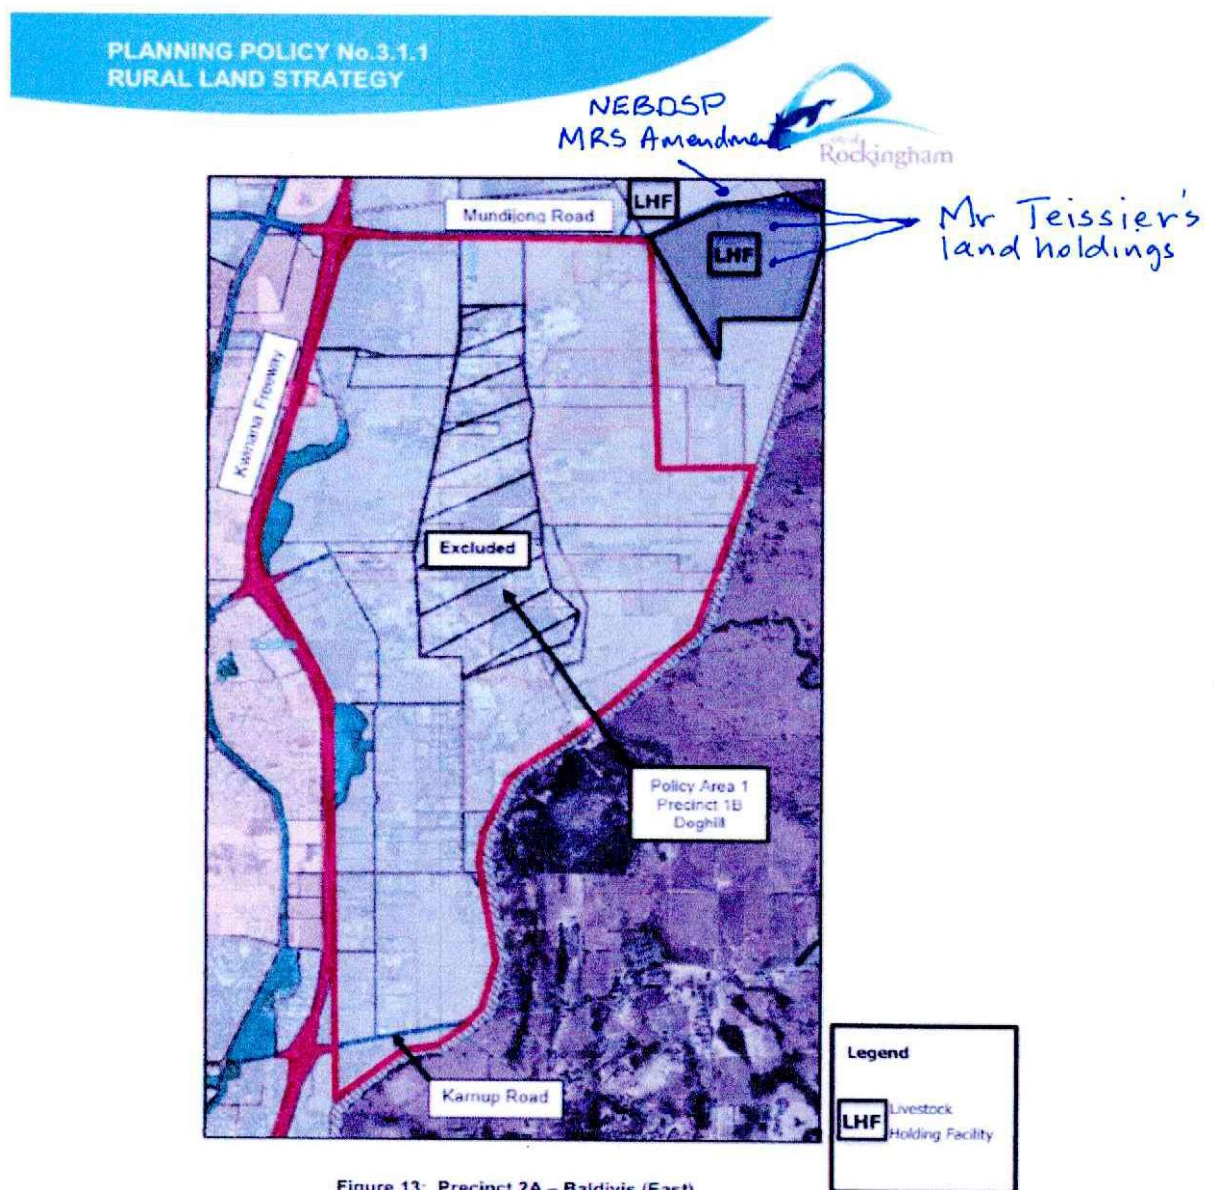 PLANNING POLICY No.3.1.1
RURAL LAND STRATEGY
NEBDSP
MRS Amendment
city of
Rockingham
LHF
Mundijong Road
LHF
Mr Teissier's
land holdings
Kwinana Freeway
Excluded
Policy Area 1
Precinct 1B
Doghill
Karnup Road
Legend
LHF
Livestock
Holding Facility
Figure 13: Precinct 2A – Baldivis (East)